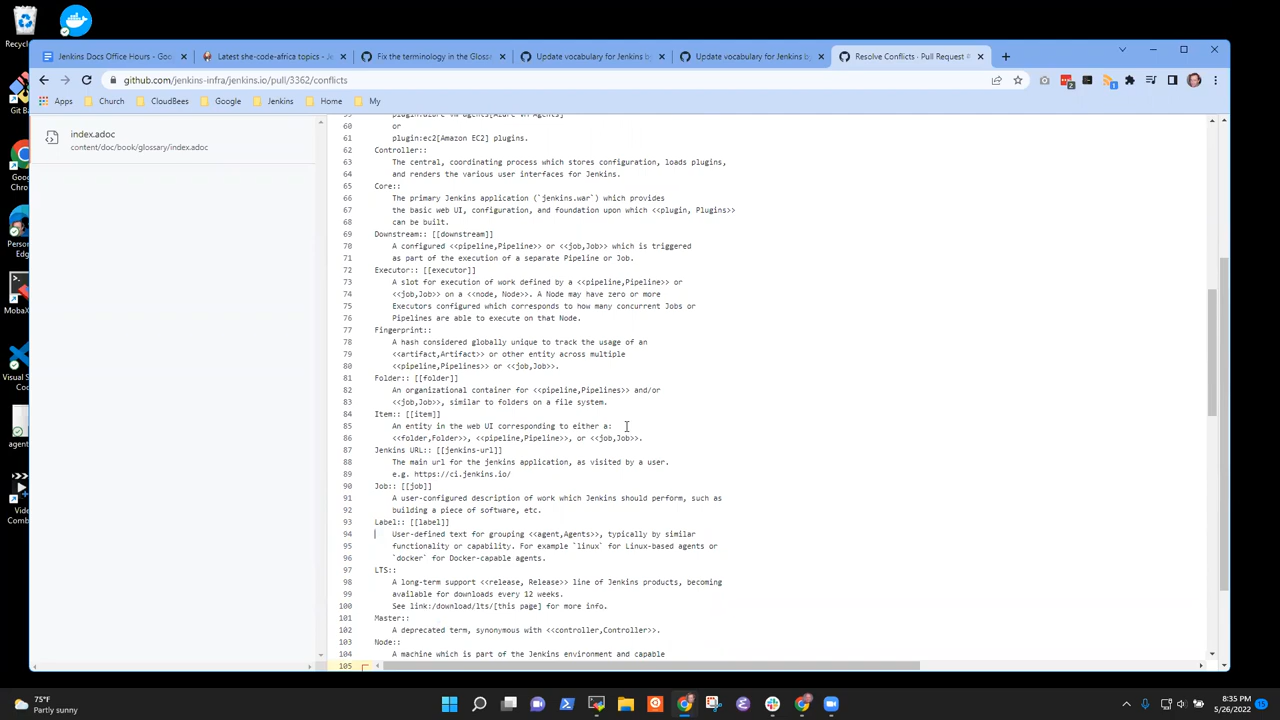 Recycl
Jenkins Docs Office Hours - Goo
Latest she-code-africa topics - Je
Fix the terminology in the Glossa
Update vocabulary for Jenkins by
Update vocabulary for Jenkins by
Resolve Conflicts · Pull Request #
github.com/jenkins-infra/jenkins.io/pull/3362/conflicts
Apps
Church
CloudBees
Google
Jenkins
Home
My
Git Ba
Goo
Chro
Perso
Edg
MobaX
Visual S
Cod
agen
Video
Comb
index.adoc
content/doc/book/glossary/index.adoc
60 or
61 plugin:ec2[Amazon EC2] plugins.
62 Controller::
63 The central, coordinating process which stores configuration, loads plugins,
64 and renders the various user interfaces for Jenkins.
65 Core::
66 The primary Jenkins application (`jenkins.war`) which provides
67 the basic web UI, configuration, and foundation upon which <<plugin, Plugins>>
68 can be built.
69 Downstream:: [[downstream]]
70 A configured <<pipeline,Pipeline>> or <<job,Job>> which is triggered
71 as part of the execution of a separate Pipeline or Job.
72 Executor:: [[executor]]
73 A slot for execution of work defined by a <<pipeline,Pipeline>> or
74 <<job,Job>> on a <<node, Node>>. A Node may have zero or more
75 Executors configured which corresponds to how many concurrent Jobs or
76 Pipelines are able to execute on that Node.
77 Fingerprint::
78 A hash considered globally unique to track the usage of an
79 <<artifact,Artifact>> or other entity across multiple
80 <<pipeline,Pipelines>> or <<job,Job>>.
81 Folder:: [[folder]]
82 An organizational container for <<pipeline,Pipelines>> and/or
83 <<job,Job>>, similar to folders on a file system.
84 Item:: [[item]]
85 An entity in the web UI corresponding to either a:
86 <<folder,Folder>>, <<pipeline,Pipeline>>, or <<job,Job>>.
87 Jenkins URL:: [[jenkins-url]]
88 The main url for the jenkins application, as visited by a user.
89 e.g. https://ci.jenkins.io/
90 Job:: [[job]]
91 A user-configured description of work which Jenkins should perform, such as
92 building a piece of software, etc.
93 Label:: [[label]]
94 User-defined text for grouping <<agent,Agents>>, typically by similar
95 functionality or capability. For example `linux` for Linux-based agents or
96 `docker` for Docker-capable agents.
97 LTS::
98 A long-term support <<release, Release>> line of Jenkins products, becoming
99 available for downloads every 12 weeks.
100 See link:/download/lts/[this page] for more info.
101 Master::
102 A deprecated term, synonymous with <<controller,Controller>>.
103 Node::
104 A machine which is part of the Jenkins environment and capable
105
75°F
Partly sunny
8:35 PM
5/26/2022